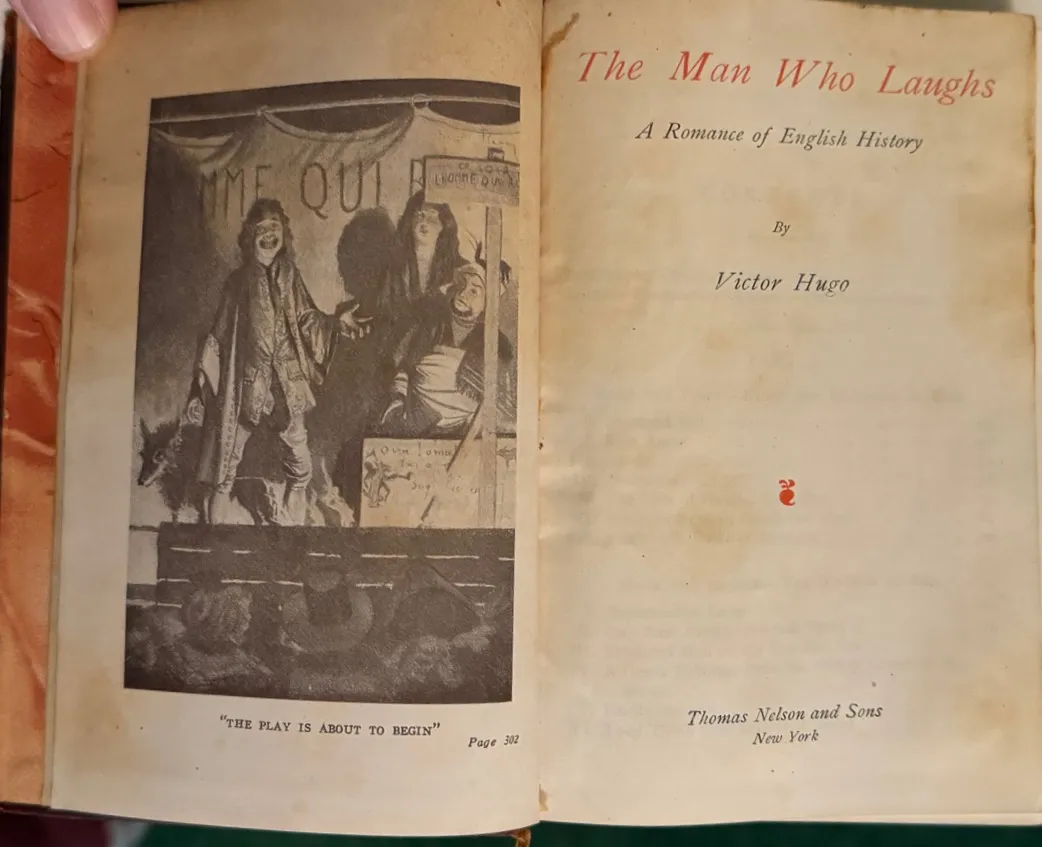 MME QUI
L'HOMME QUI
"THE PLAY IS ABOUT TO BEGIN"
Page 302
The Man Who Laughs
A Romance of English History
By
Victor Hugo
Thomas Nelson and Sons
New York